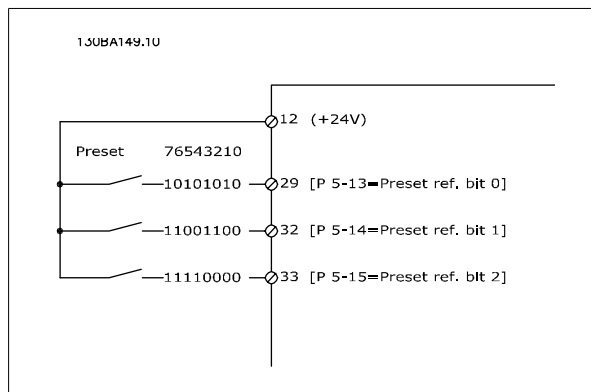 130BA149.10
12 (+24V)
Preset 76543210
10101010 29 [P 5-13=Preset ref. bit 0]
11001100 32 [P 5-14=Preset ref. bit 1]
11110000 33 [P 5-15=Preset ref. bit 2]